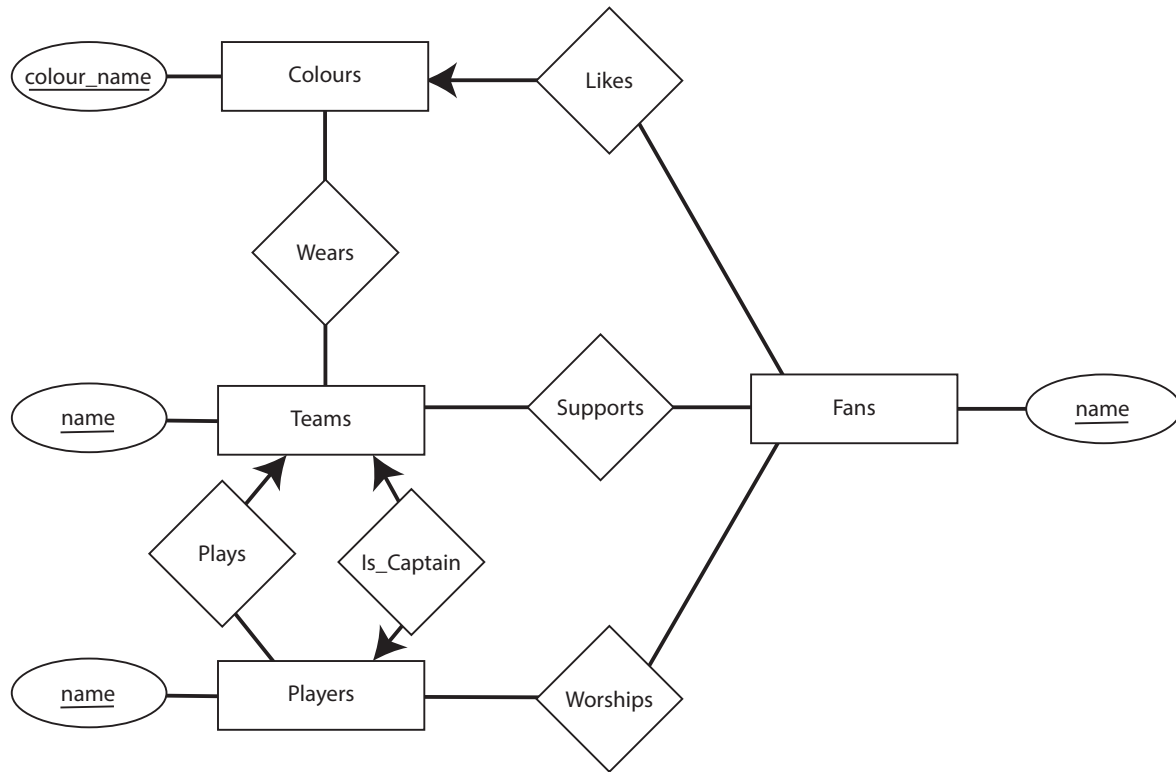 colour_name
Colours
Likes
Wears
name
Teams
Supports
Fans
name
Plays
Is_Captain
name
Players
Worships